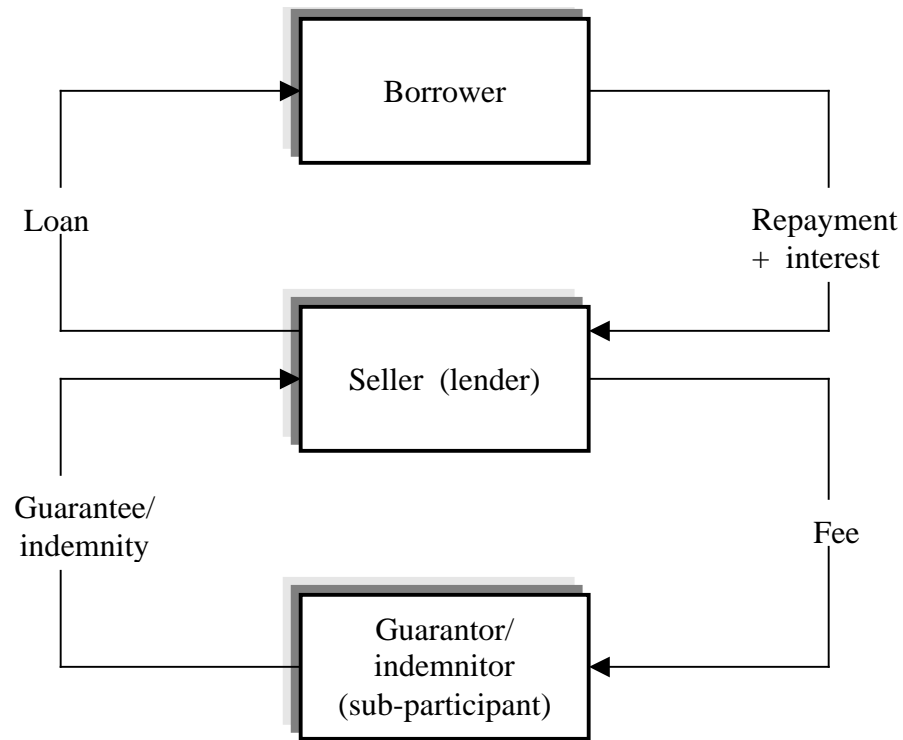 Borrower
Loan
Repayment
+ interest
Seller (lender)
Guarantee/
indemnity
Fee
Guarantor/
indemnitor
(sub-participant)